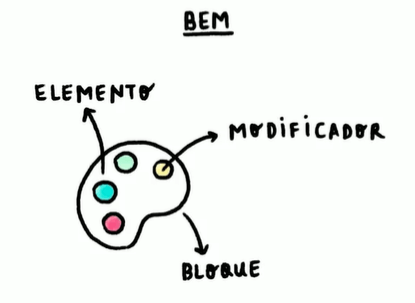 BEM
ELEMENTO
MODiFiCADOR
BLOQUE